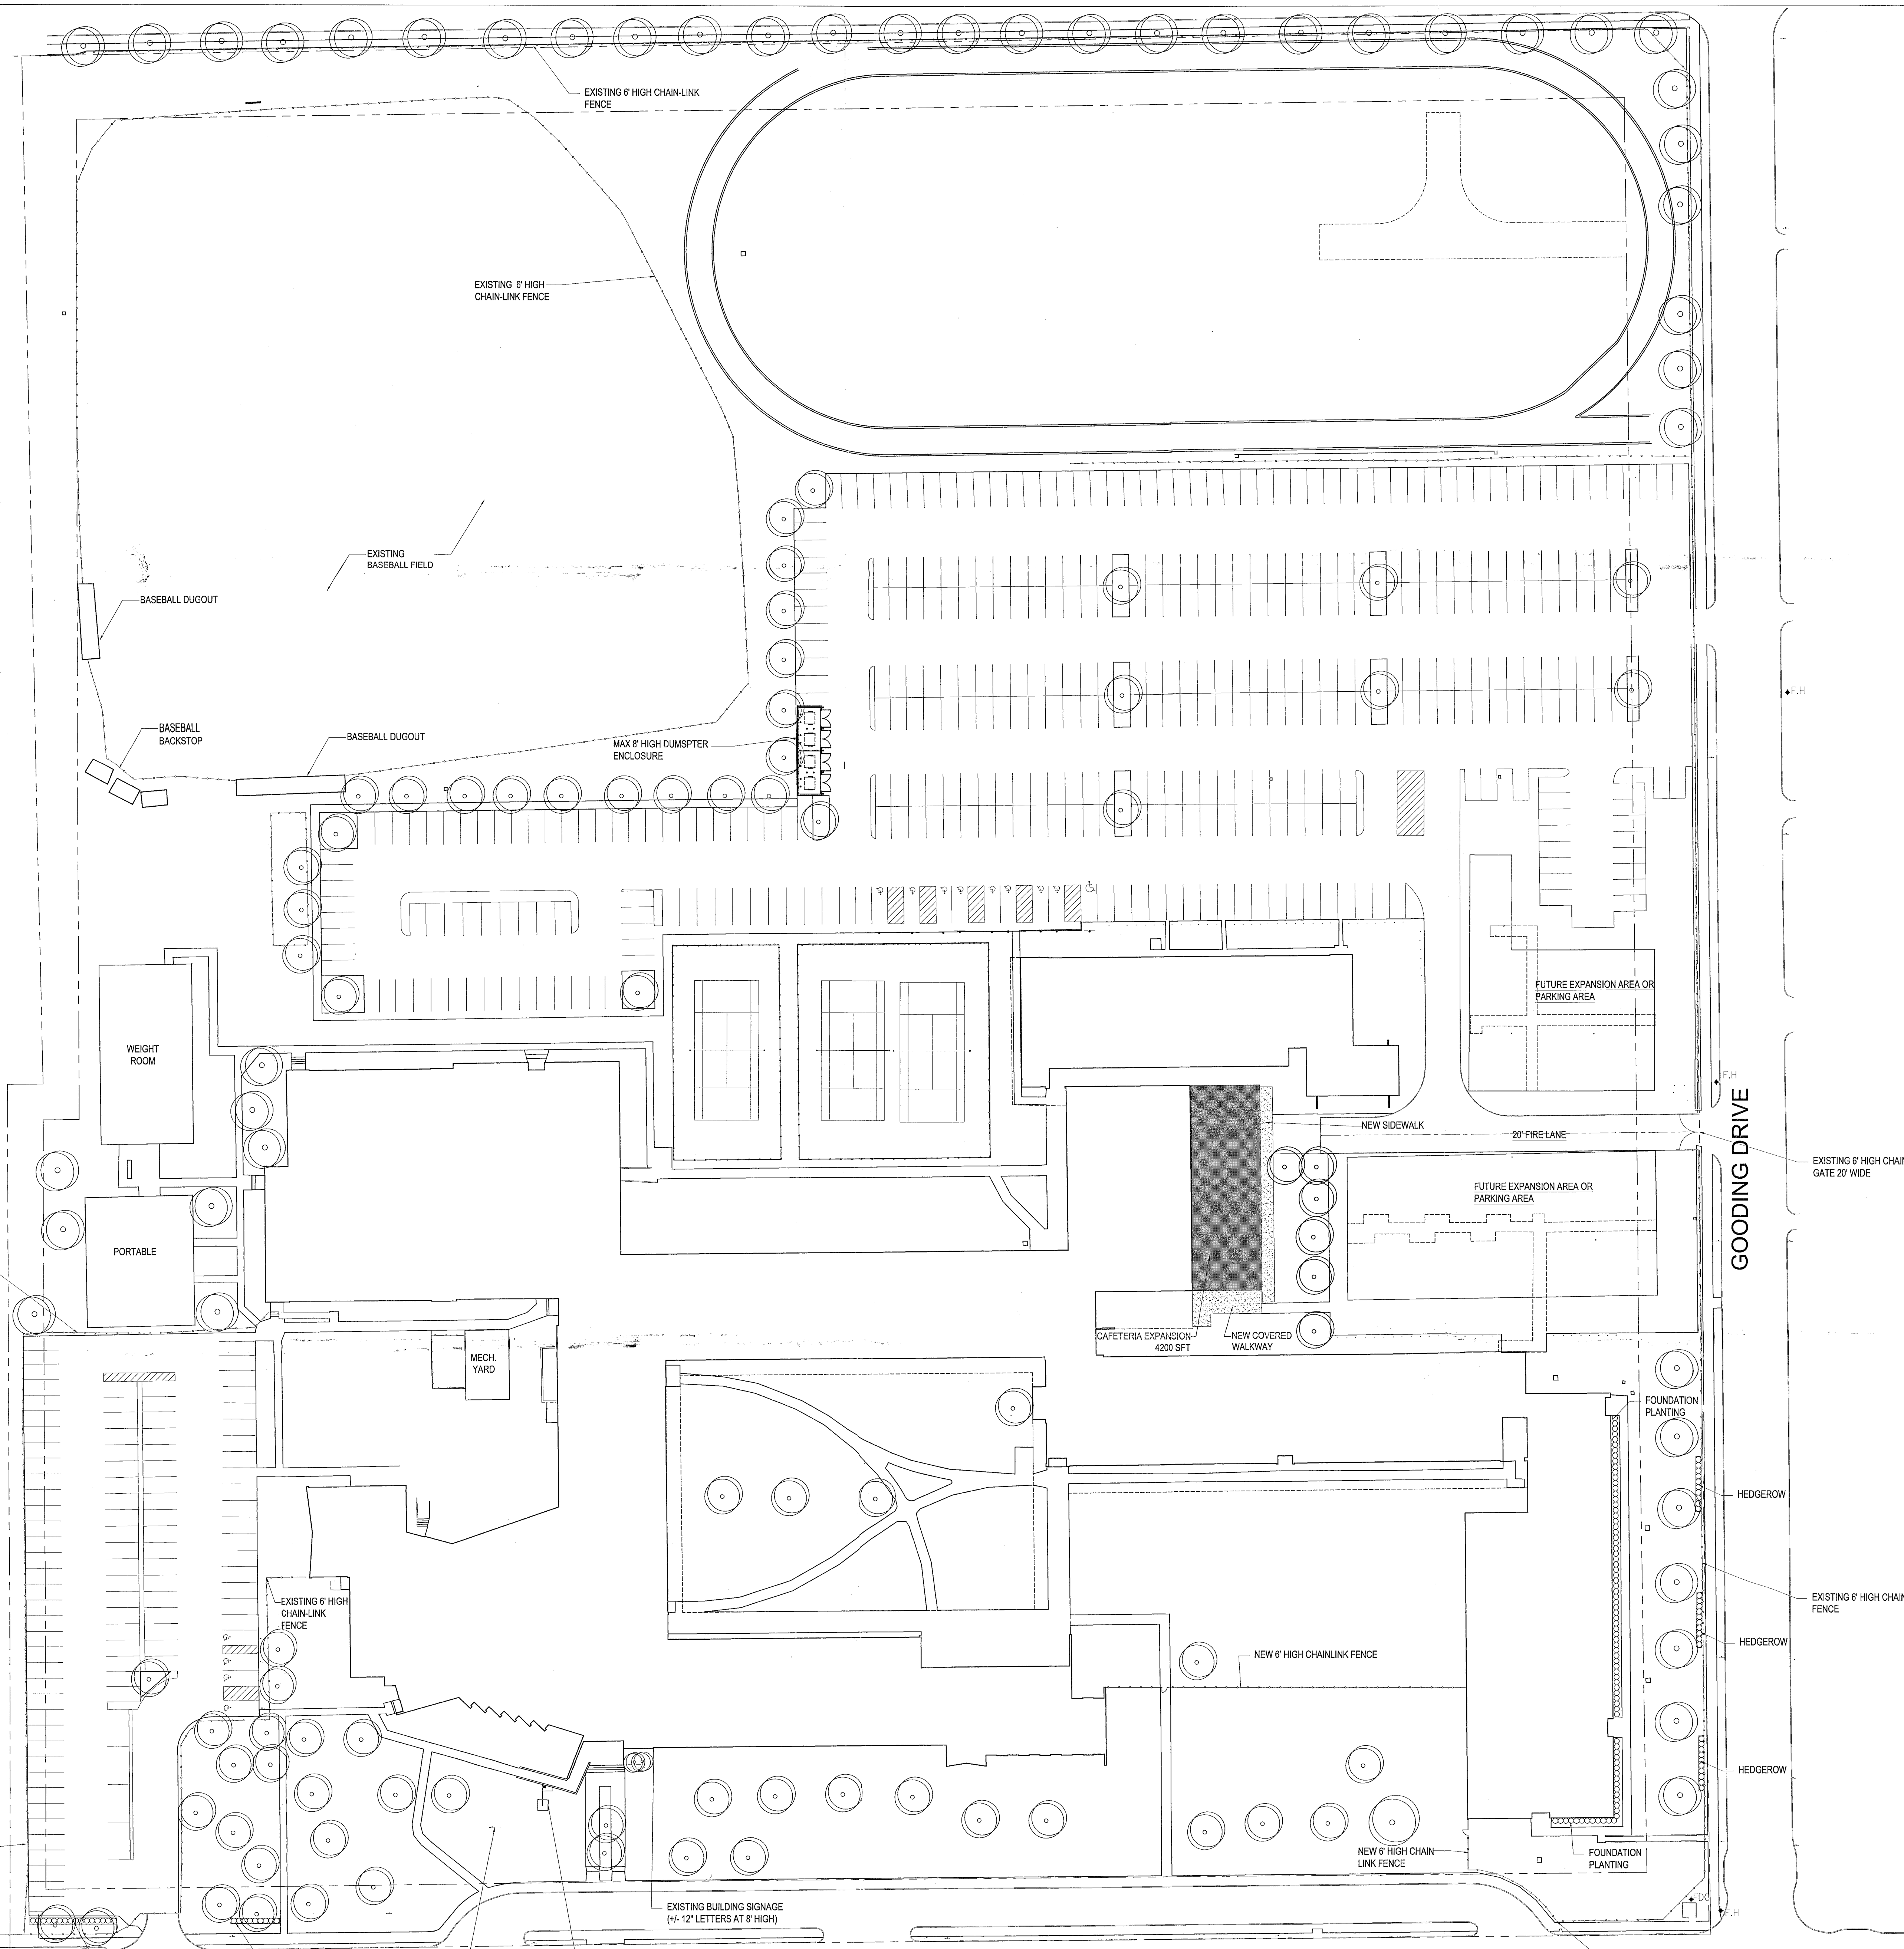 EXISTING 6' HIGH CHAIN-LINK
FENCE
EXISTING 6' HIGH
CHAIN-LINK FENCE
EXISTING
BASEBALL FIELD
BASEBALL DUGOUT
BASEBALL
BACKSTOP
BASEBALL DUGOUT
MAX 8' HIGH DUMSPTER
ENCLOSURE
F.H
FUTURE EXPANSION AREA OR
PARKING AREA
WEIGHT
ROOM
F.H
GOODING DRIVE
NEW SIDEWALK
20' FIRE LANE
EXISTING 6' HIGH CHAIN
GATE 20' WIDE
FUTURE EXPANSION AREA OR
PARKING AREA
PORTABLE
CAFETERIA EXPANSION
4200 SFT
NEW COVERED
WALKWAY
MECH.
YARD
FOUNDATION
PLANTING
HEDGEROW
EXISTING 6' HIGH
CHAIN-LINK
FENCE
EXISTING 6' HIGH CHAIN
FENCE
HEDGEROW
NEW 6' HIGH CHAINLINK FENCE
HEDGEROW
NEW 6' HIGH CHAIN
LINK FENCE
FOUNDATION
PLANTING
EXISTING BUILDING SIGNAGE
(+/- 12" LETTERS AT 8' HIGH)
FDC
F.H